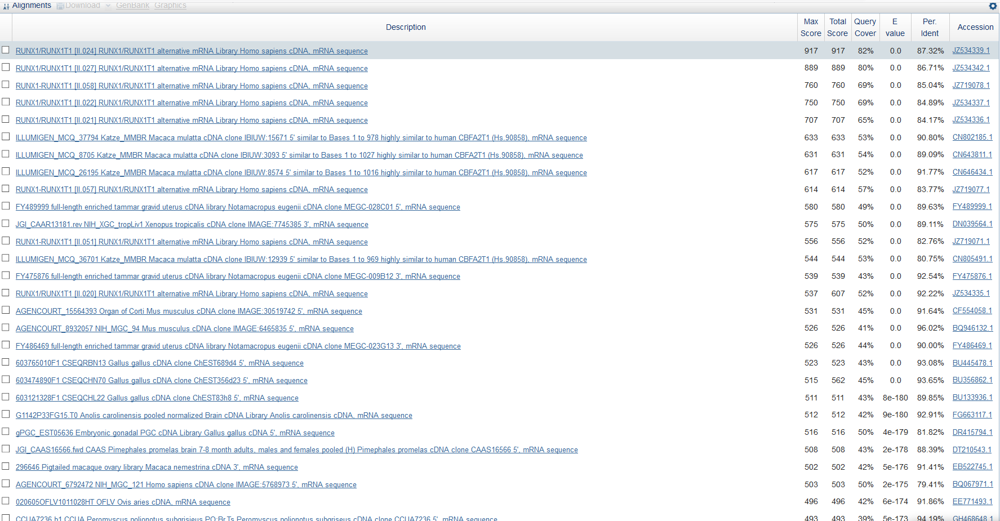 Alignments Download GenBank Graphics
Description Max Score Total Score Query Cover E value Per. Ident Accession
RUNX1/RUNX1T1 [II.024] RUNX1/RUNX1T1 alternative mRNA Library Homo sapiens cDNA, mRNA sequence 917 917 82% 0.0 87.32% JZ534339.1
RUNX1/RUNX1T1 [II.027] RUNX1/RUNX1T1 alternative mRNA Library Homo sapiens cDNA, mRNA sequence 889 889 80% 0.0 86.71% JZ534342.1
RUNX1-RUNX1T1 [II.058] RUNX1/RUNX1T1 alternative mRNA Library Homo sapiens cDNA, mRNA sequence 760 760 69% 0.0 85.04% JZ719078.1
RUNX1/RUNX1T1 [II.022] RUNX1/RUNX1T1 alternative mRNA Library Homo sapiens cDNA, mRNA sequence 750 750 69% 0.0 84.89% JZ534337.1
RUNX1/RUNX1T1 [II.021] RUNX1/RUNX1T1 alternative mRNA Library Homo sapiens cDNA, mRNA sequence 707 707 65% 0.0 84.17% JZ534336.1
ILLUMIGEN_MCQ_37794 Katze_MMBR Macaca mulatta cDNA clone IBIUW:15671 5' similar to Bases 1 to 978 highly similar to human CBFA2T1 (Hs.90858), mRNA sequence 633 633 53% 0.0 90.80% CN802185.1
ILLUMIGEN_MCQ_8705 Katze_MMBR Macaca mulatta cDNA clone IBIUW:3093 5' similar to Bases 1 to 1027 highly similar to human CBFA2T1 (Hs.90858), mRNA sequence 631 631 54% 0.0 89.09% CN643811.1
ILLUMIGEN_MCQ_26195 Katze_MMBR Macaca mulatta cDNA clone IBIUW:8574 5' similar to Bases 1 to 1016 highly similar to human CBFA2T1 (Hs.90858), mRNA sequence 617 617 52% 0.0 91.77% CN646434.1
RUNX1-RUNX1T1 [II.057] RUNX1/RUNX1T1 alternative mRNA Library Homo sapiens cDNA, mRNA sequence 614 614 57% 0.0 83.77% JZ719077.1
FY489999 full-length enriched tammar gravid uterus cDNA library Notamacropus eugenii cDNA clone MEGC-028C01 5', mRNA sequence 580 580 49% 0.0 89.63% FY489999.1
JGI_CAAR13181.rev NIH_XGC_tropLiv1 Xenopus tropicalis cDNA clone IMAGE:7745385 3', mRNA sequence 575 575 50% 0.0 89.11% DN039564.1
RUNX1-RUNX1T1 [II.051] RUNX1/RUNX1T1 alternative mRNA Library Homo sapiens cDNA, mRNA sequence 556 556 52% 0.0 82.76% JZ719071.1
ILLUMIGEN_MCQ_36701 Katze_MMBR Macaca mulatta cDNA clone IBIUW:12939 5' similar to Bases 1 to 969 highly similar to human CBFA2T1 (Hs.90858), mRNA sequence 544 544 53% 0.0 80.75% CN805491.1
FY475876 full-length enriched tammar gravid uterus cDNA library Notamacropus eugenii cDNA clone MEGC-009B12 3', mRNA sequence 539 539 43% 0.0 92.54% FY475876.1
RUNX1/RUNX1T1 [II.020] RUNX1/RUNX1T1 alternative mRNA Library Homo sapiens cDNA, mRNA sequence 537 607 52% 0.0 92.22% JZ534335.1
AGENCOURT_15564393 Organ of Corti Mus musculus cDNA clone IMAGE:30519742 5', mRNA sequence 531 531 45% 0.0 91.64% CF554058.1
AGENCOURT_8932057 NIH_MGC_94 Mus musculus cDNA clone IMAGE:6465835 5', mRNA sequence 526 526 41% 0.0 96.02% BQ946132.1
FY486469 full-length enriched tammar gravid uterus cDNA library Notamacropus eugenii cDNA clone MEGC-023G13 3', mRNA sequence 526 526 44% 0.0 90.00% FY486469.1
603765010F1 CSEQRBN13 Gallus gallus cDNA clone ChEST689d4 5', mRNA sequence 523 523 43% 0.0 93.08% BU445478.1
603474890F1 CSEQCHN70 Gallus gallus cDNA clone ChEST356d23 5', mRNA sequence 515 562 45% 0.0 93.65% BU356862.1
603121328F1 CSEQCHL22 Gallus gallus cDNA clone ChEST83h8 5', mRNA sequence 511 511 43% 8e-180 89.85% BU133936.1
G1142P33FG15.T0 Anolis carolinensis pooled normalized Brain cDNA Library Anolis carolinensis cDNA, mRNA sequence 512 512 42% 9e-180 92.91% FG663117.1
gPGC_EST05636 Embryonic gonadal PGC cDNA Library Gallus gallus cDNA 5', mRNA sequence 516 516 50% 4e-179 81.82% DR415794.1
JGI_CAAS16566.fwd CAAS Pimephales promelas brain 7-8 month adults, males and females pooled (H) Pimephales promelas cDNA clone CAAS16566 5', mRNA sequence 508 508 43% 2e-178 88.39% DT210543.1
296646 Pigtailed macaque ovary library Macaca nemestrina cDNA 3', mRNA sequence 502 502 42% 5e-176 91.41% EB522745.1
AGENCOURT_6792472 NIH_MGC_121 Homo sapiens cDNA clone IMAGE:5768973 5', mRNA sequence 503 503 50% 2e-175 79.41% BQ067971.1
020605OFLV1011028HT OFLV Ovis aries cDNA, mRNA sequence 496 496 42% 6e-174 91.86% EE771493.1
CCUA7236.b1 CCUA Peromyscus polionotus subgrisieus PO:Br,Ts Peromyscus polionotus subgriseus cDNA clone CCUA7236 5', mRNA sequence 493 493 39% 5e-173 94.19% GH468648.1